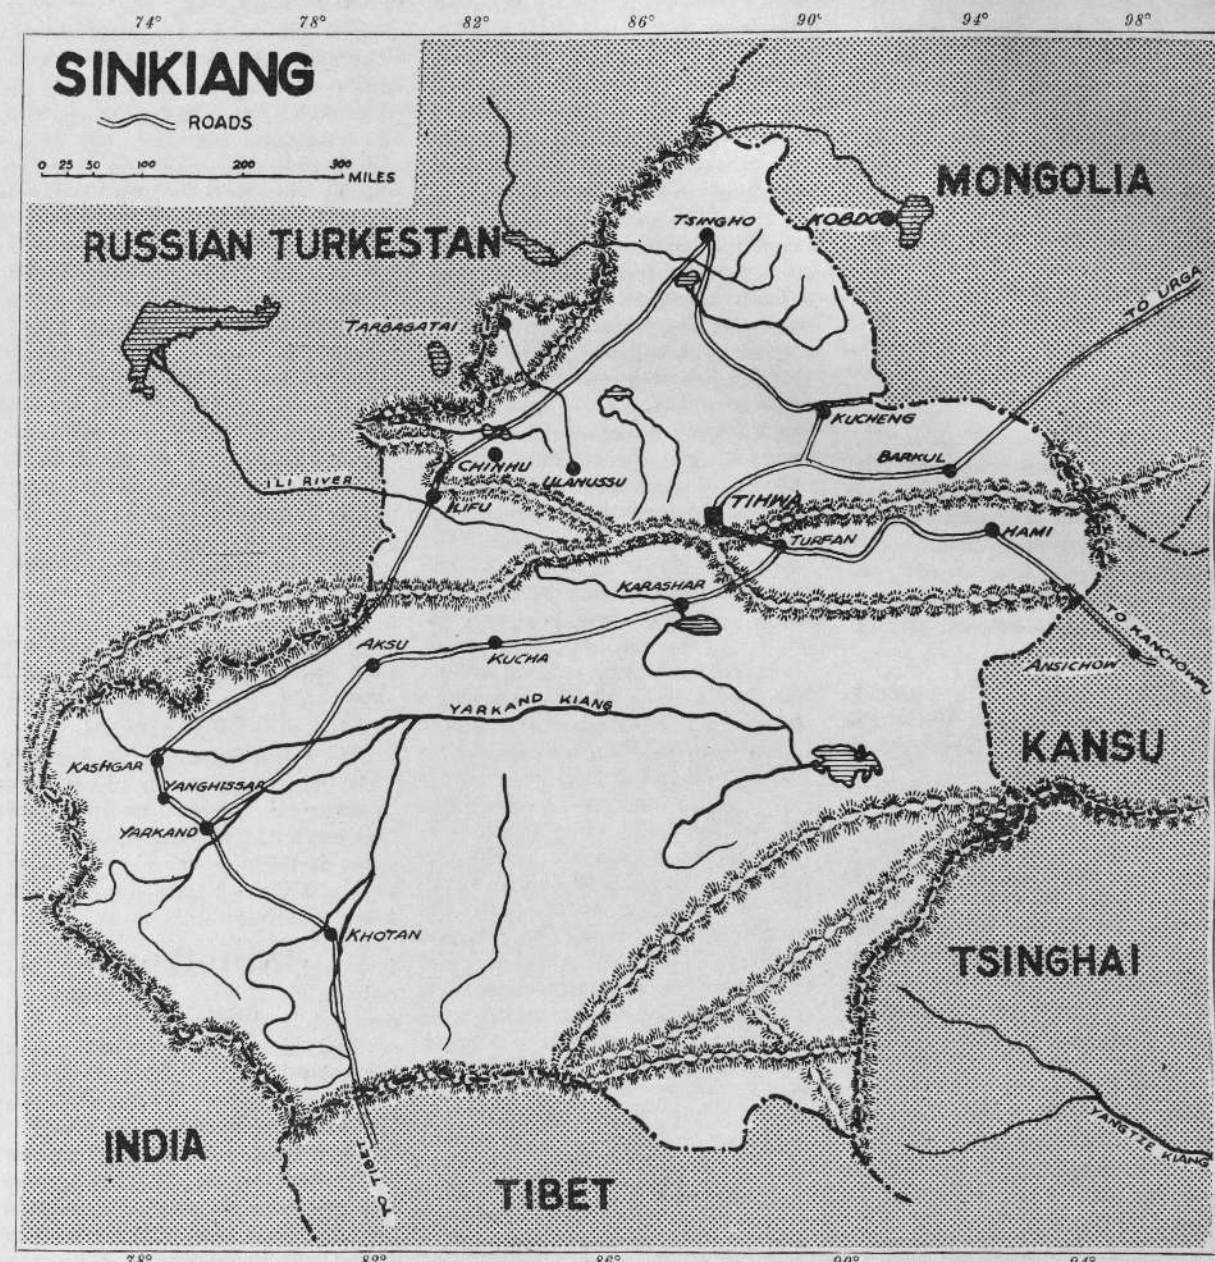 74° 78° 82° 86° 90° 94° 98°
SINKIANG
ROADS
0 25 50 100 200 300 MILES
MONGOLIA
KOBDO
TSINGHO
RUSSIAN TURKESTAN
TO URGA
TARBAGATAI
KUCHENG
BARKUL
CHINHU
ULANUSSU
ILI RIVER
ILIFU
TIHWA
TURFAN
HAMI
KARASHAR
TO KANCHOWFU
AKSU
KUCHA
ANSICHOW
YARKAND KIANG
KANSU
KASHGAR
YANGHISSAR
YARKAND
KHOTAN
TSINGHAI
INDIA
TO TIBET
TIBET
YANGTZE KIANG
78° 82° 86° 90° 94°